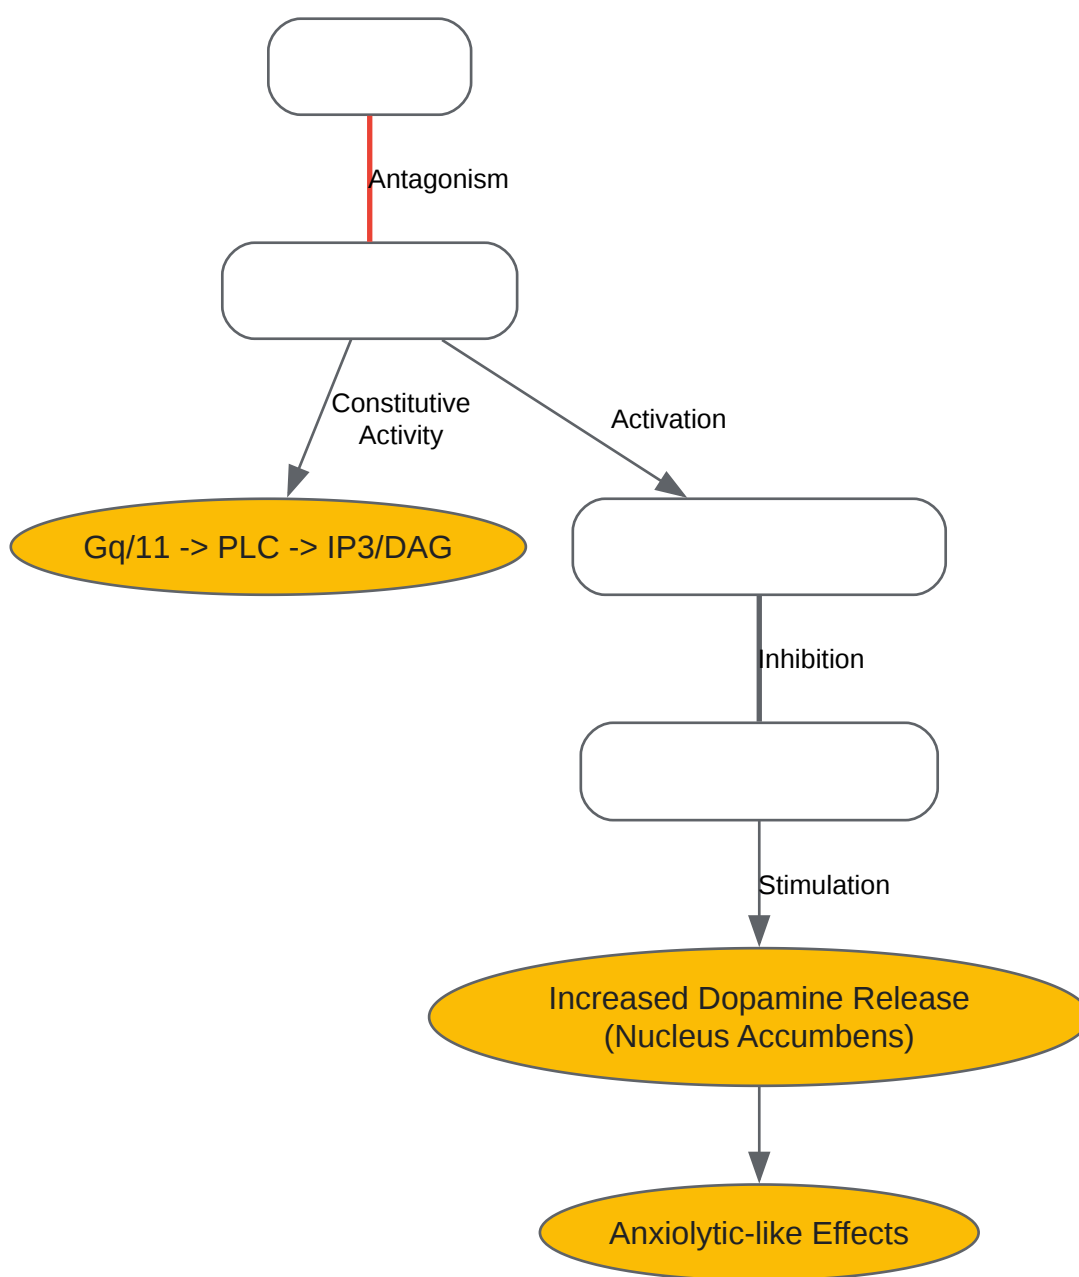 Antagonism
Constitutive
Activity
Activation
Gq/11 -> PLC -> IP3/DAG
Inhibition
Stimulation
Increased Dopamine Release
(Nucleus Accumbens)
Anxiolytic-like Effects